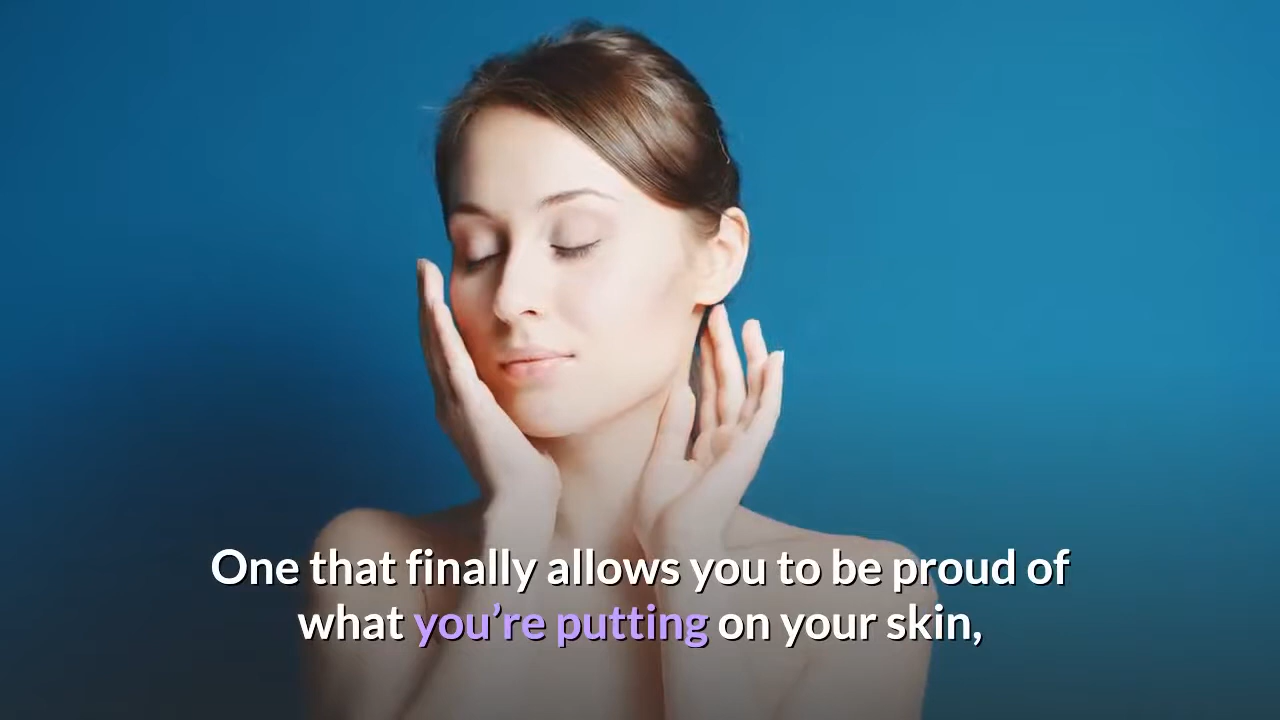 One that finally allows you to be proud of
what you’re putting on your skin,